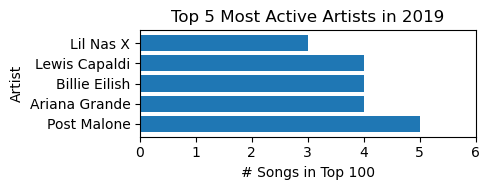 Top 5 Most Active Artists in 2019
Artist
Lil Nas X
Lewis Capaldi
Billie Eilish
Ariana Grande
Post Malone
0 1 2 3 4 5 6
# Songs in Top 100